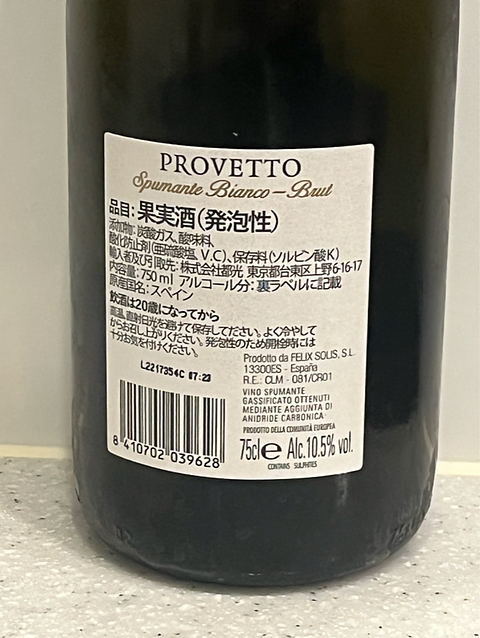 PROVETTO
Spumante Bianco-Brut
品目:果実酒(発泡性)
添加物:炭酸ガス、酸味料、
酸化防止剤(亜硫酸塩、V.C)、保存料(ソルビン酸K)
輸入者及び引取先:株式会社都光 東京都台東区上野6-16-17
内容量:750ml アルコール分:裏ラベルに記載
原産国名:スペイン
飲酒は20歳になってから
高温、直射日光を避けて保存してださい。よく冷やして
からお召し上がりください。発泡性のため開栓時には
十分お気を付けください。
L2217354C 07:23
8 410702 039628
Prodotto da FELIX SOLIS, S.L.
13300ES - España
R.E.: CLM - 081/CR01
VINO SPUMANTE
GASSIFICATO OTTENUTI
MEDIANTE AGGIUNTA DI
ANIDRIDE CARBONICA
PRODOTTO DELLA COMUNITÀ EUROPEA
75cl e Alc.10.5% vol.
CONTAINS SULPHITES